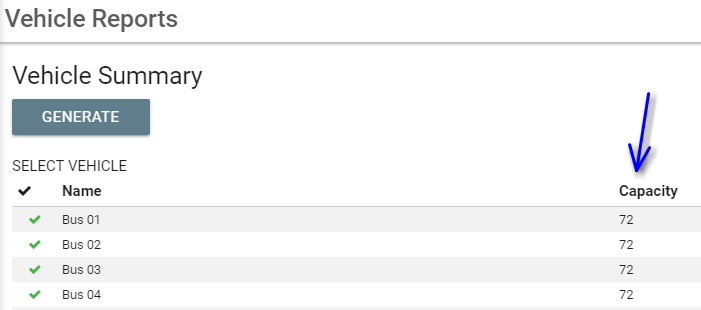 Vehicle Reports
Vehicle Summary
GENERATE
SELECT VEHICLE
Name Capacity
Bus 01 72
Bus 02 72
Bus 03 72
Bus 04 72